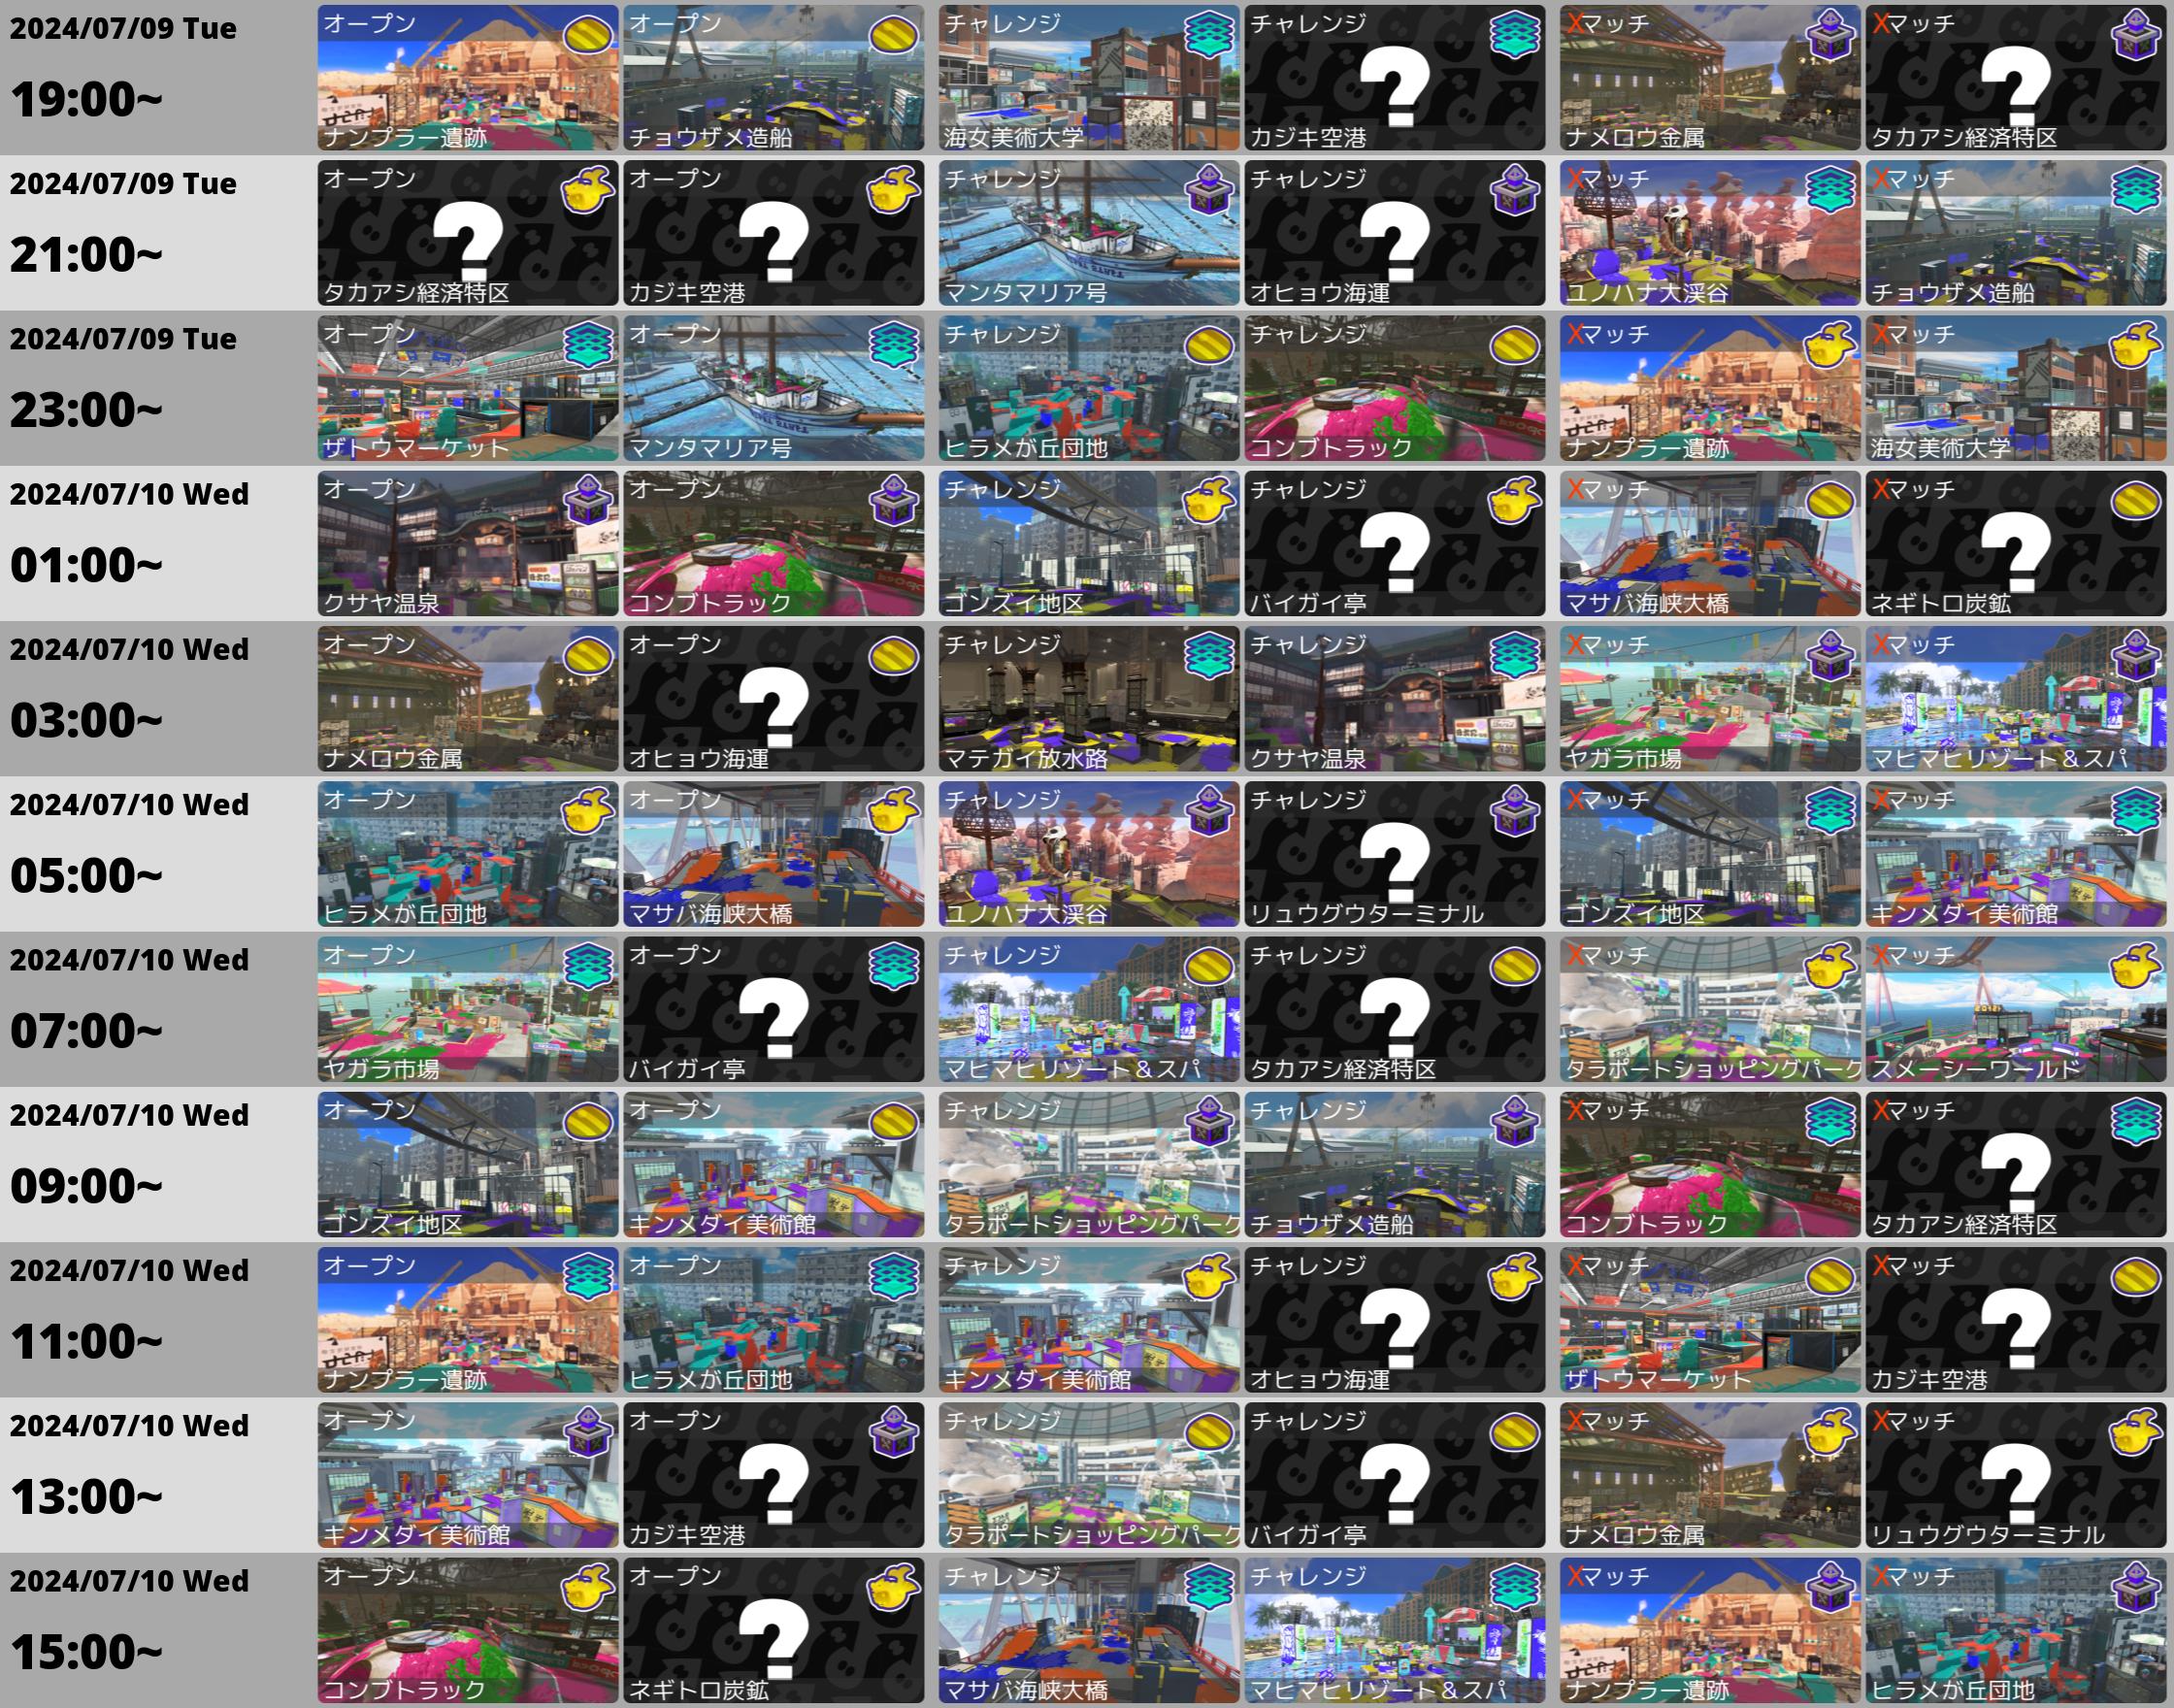 2024/07/09 Tue
19:00~
オープン
ナンプラー遺跡
オープン
チョウザメ造船
チャレンジ
海女美術大学
チャレンジ
カジキ空港
Xマッチ
ナメロウ金属
Xマッチ
タカアシ経済特区
2024/07/09 Tue
21:00~
オープン
タカアシ経済特区
オープン
カジキ空港
チャレンジ
マンタマリア号
チャレンジ
オヒョウ海運
Xマッチ
ユノハナ大渓谷
Xマッチ
チョウザメ造船
2024/07/09 Tue
23:00~
オープン
ザトウマーケット
オープン
マンタマリア号
チャレンジ
ヒラメが丘団地
チャレンジ
コンブトラック
Xマッチ
ナンプラー遺跡
Xマッチ
海女美術大学
2024/07/10 Wed
01:00~
オープン
クサヤ温泉
オープン
コンブトラック
チャレンジ
ゴンズイ地区
チャレンジ
バイガイ亭
Xマッチ
マサバ海峡大橋
Xマッチ
ネギトロ炭鉱
2024/07/10 Wed
03:00~
オープン
ナメロウ金属
オープン
オヒョウ海運
チャレンジ
マテガイ放水路
チャレンジ
クサヤ温泉
Xマッチ
ヤガラ市場
Xマッチ
マヒマヒリゾート&スパ
2024/07/10 Wed
05:00~
オープン
ヒラメが丘団地
オープン
マサバ海峡大橋
チャレンジ
ユノハナ大渓谷
チャレンジ
リュウグウターミナル
Xマッチ
ゴンズイ地区
Xマッチ
キンメダイ美術館
2024/07/10 Wed
07:00~
オープン
ヤガラ市場
オープン
バイガイ亭
チャレンジ
マヒマヒリゾート&スパ
チャレンジ
タカアシ経済特区
Xマッチ
タラポートショッピングパーク
Xマッチ
スメーシーワールド
2024/07/10 Wed
09:00~
オープン
ゴンズイ地区
オープン
キンメダイ美術館
チャレンジ
タラポートショッピングパーク
チャレンジ
チョウザメ造船
Xマッチ
コンブトラック
Xマッチ
タカアシ経済特区
2024/07/10 Wed
11:00~
オープン
ナンプラー遺跡
オープン
ヒラメが丘団地
チャレンジ
キンメダイ美術館
チャレンジ
オヒョウ海運
Xマッチ
ザトウマーケット
Xマッチ
カジキ空港
2024/07/10 Wed
13:00~
オープン
キンメダイ美術館
オープン
カジキ空港
チャレンジ
タラポートショッピングパーク
チャレンジ
バイガイ亭
Xマッチ
ナメロウ金属
Xマッチ
リュウグウターミナル
2024/07/10 Wed
15:00~
オープン
コンブトラック
オープン
ネギトロ炭鉱
チャレンジ
マサバ海峡大橋
チャレンジ
マヒマヒリゾート&スパ
Xマッチ
ナンプラー遺跡
Xマッチ
ヒラメが丘団地